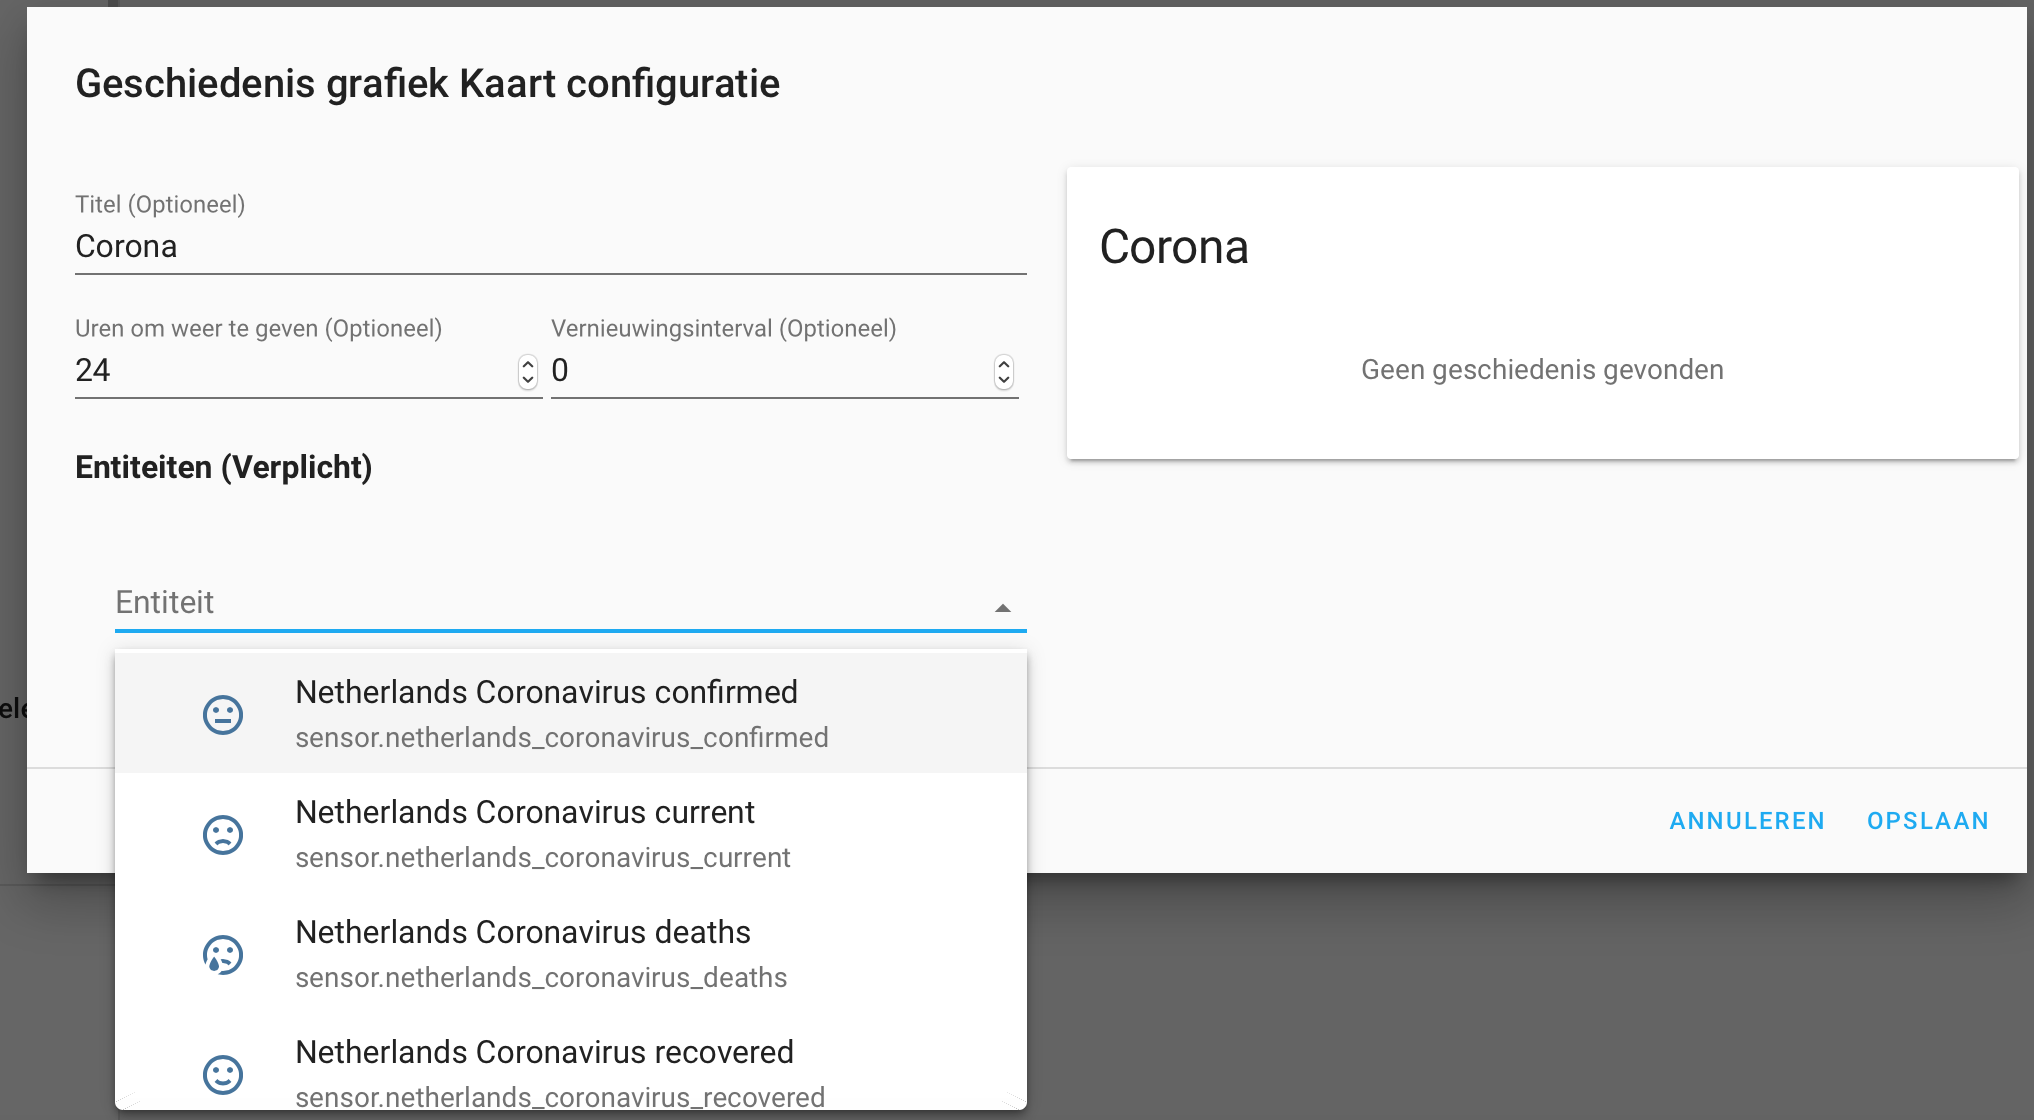 Geschiedenis grafiek Kaart configuratie
Titel (Optioneel)
Corona
Uren om weer te geven (Optioneel)
24
Vernieuwingsinterval (Optioneel)
0
Entiteiten (Verplicht)
Entiteit
Netherlands Coronavirus confirmed
sensor.netherlands_coronavirus_confirmed
Netherlands Coronavirus current
sensor.netherlands_coronavirus_current
Netherlands Coronavirus deaths
sensor.netherlands_coronavirus_deaths
Netherlands Coronavirus recovered
sensor.netherlands_coronavirus_recovered
Corona
Geen geschiedenis gevonden
ANNULEREN
OPSLAAN